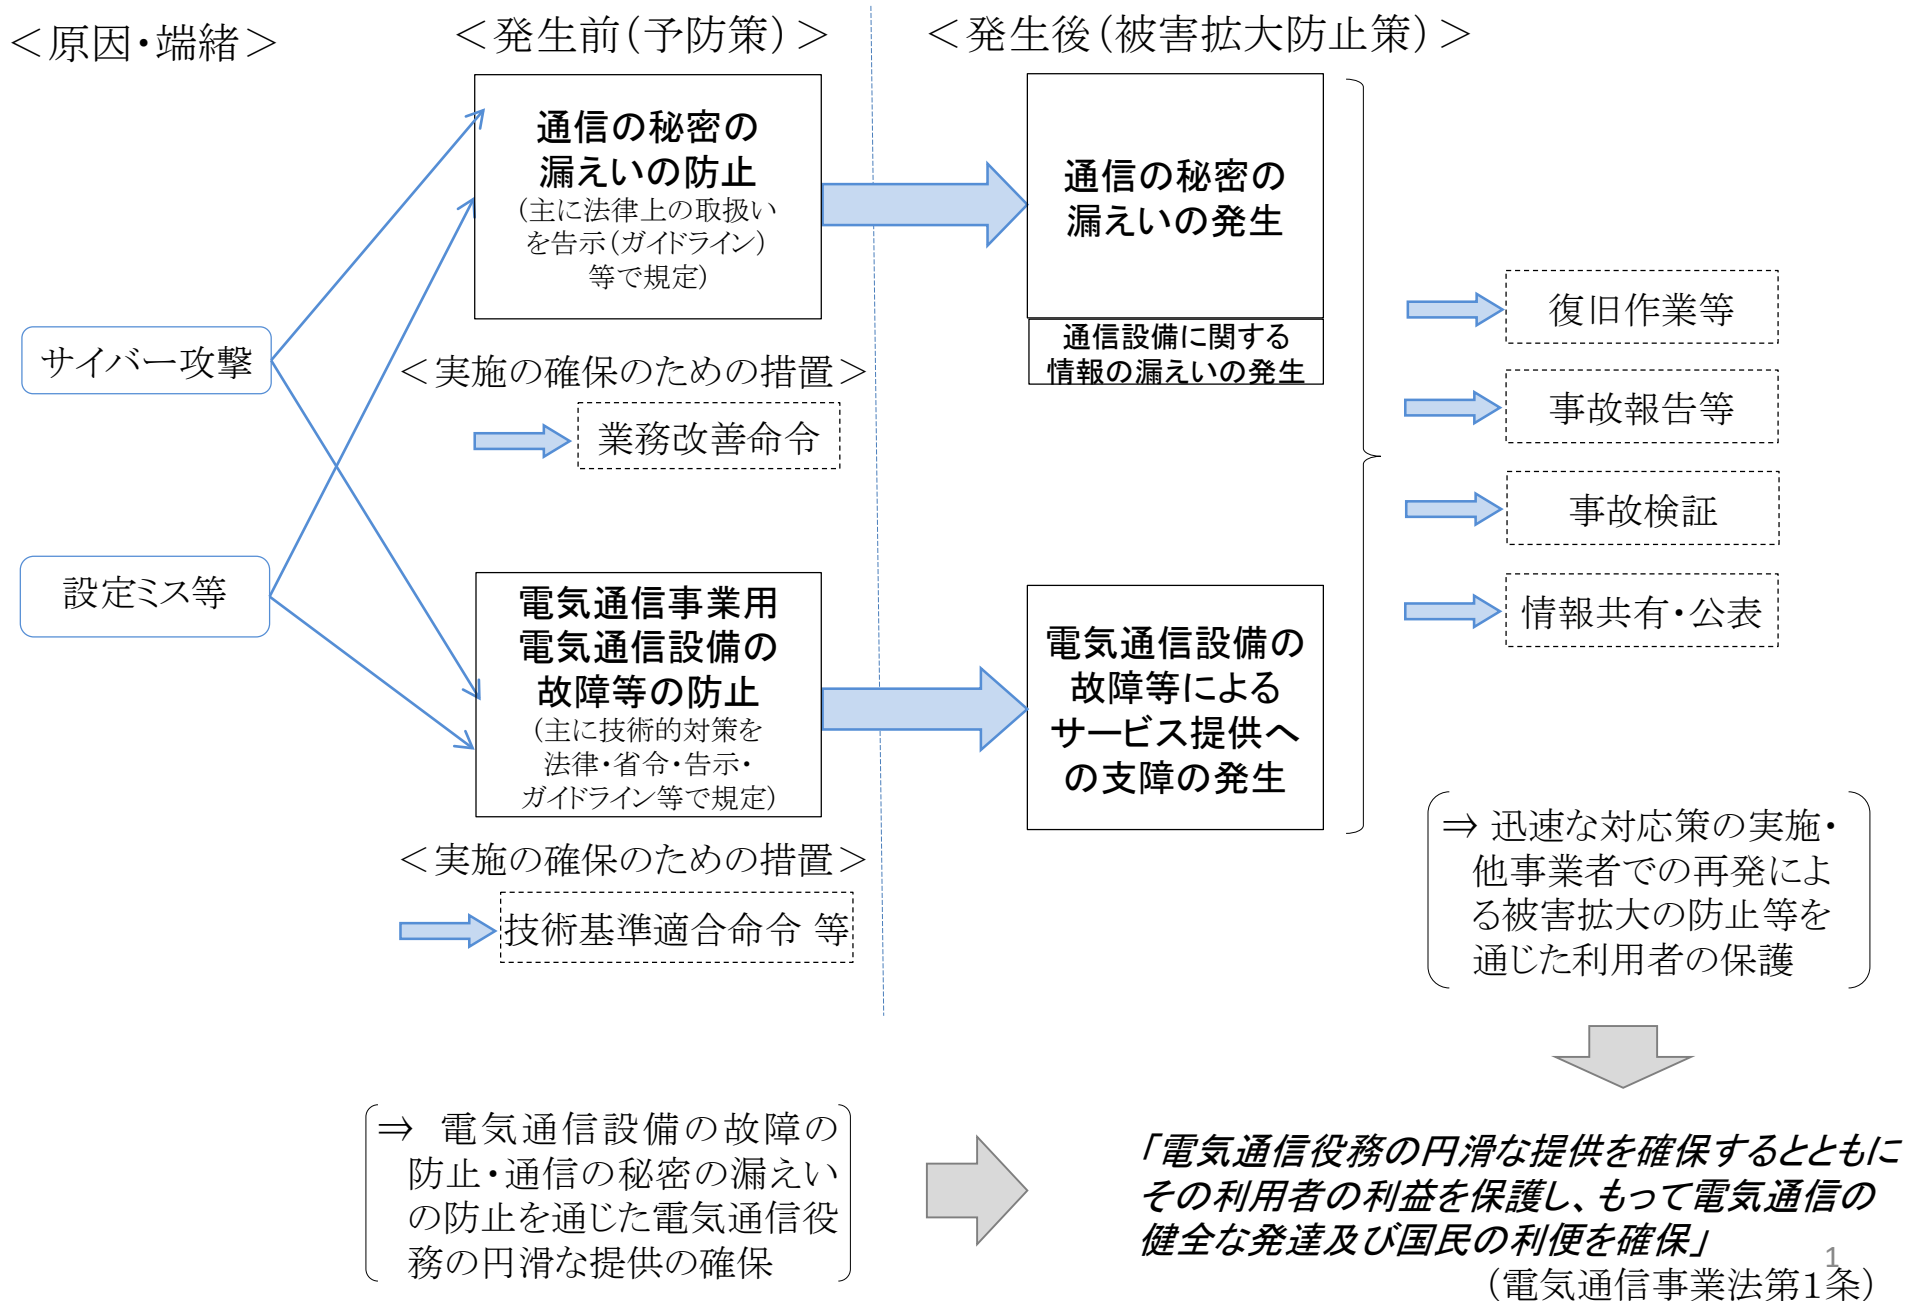 ＜原因・端緒＞
＜発生前(予防策)＞
＜発生後(被害拡大防止策)＞
通信の秘密の
漏えいの防止
(主に法律上の取扱い
を告示(ガイドライン)
等で規定)
通信の秘密の
漏えいの発生
通信設備に関する
情報の漏えいの発生
サイバー攻撃
＜実施の確保のための措置＞
業務改善命令
復旧作業等
事故報告等
事故検証
情報共有・公表
設定ミス等
電気通信事業用
電気通信設備の
故障等の防止
(主に技術的対策を
法律・省令・告示・
ガイドライン等で規定)
電気通信設備の
故障等による
サービス提供へ
の支障の発生
＜実施の確保のための措置＞
技術基準適合命令 等
⇒ 迅速な対応策の実施・
他事業者での再発によ
る被害拡大の防止等を
通じた利用者の保護
⇒ 電気通信設備の故障の
防止・通信の秘密の漏えい
の防止を通じた電気通信役
務の円滑な提供の確保
「電気通信役務の円滑な提供を確保するとともに
その利用者の利益を保護し、もって電気通信の
健全な発達及び国民の利便を確保」
(電気通信事業法第１条)
1